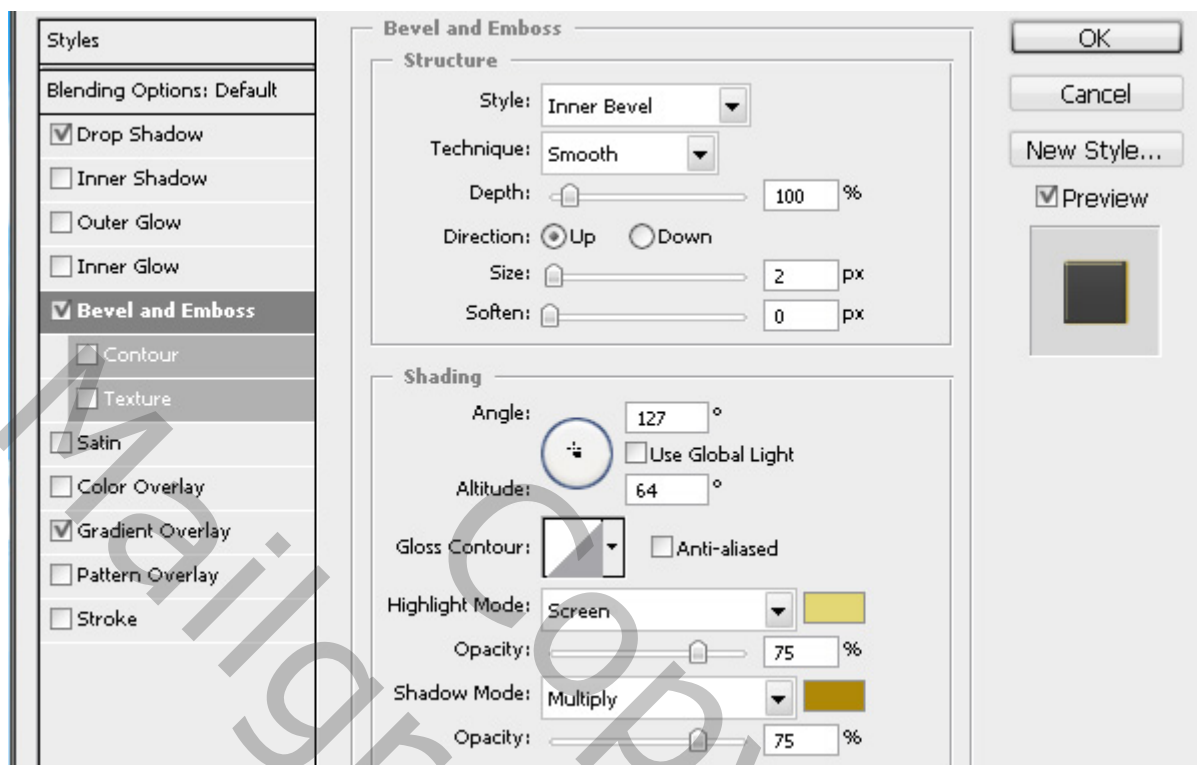 Styles
Blending Options: Default
Drop Shadow
Inner Shadow
Outer Glow
Inner Glow
Bevel and Emboss
Contour
Texture
Satin
Color Overlay
Gradient Overlay
Pattern Overlay
Stroke
Bevel and Emboss
Structure
Style: Inner Bevel
Technique: Smooth
Depth: 100 %
Direction: Up Down
Size: 2 px
Soften: 0 px
Shading
Angle: 127 °
Use Global Light
Altitude: 64 °
Gloss Contour: Anti-aliased
Highlight Mode: Screen
Opacity: 75 %
Shadow Mode: Multiply
Opacity: 75 %
OK
Cancel
New Style...
Preview